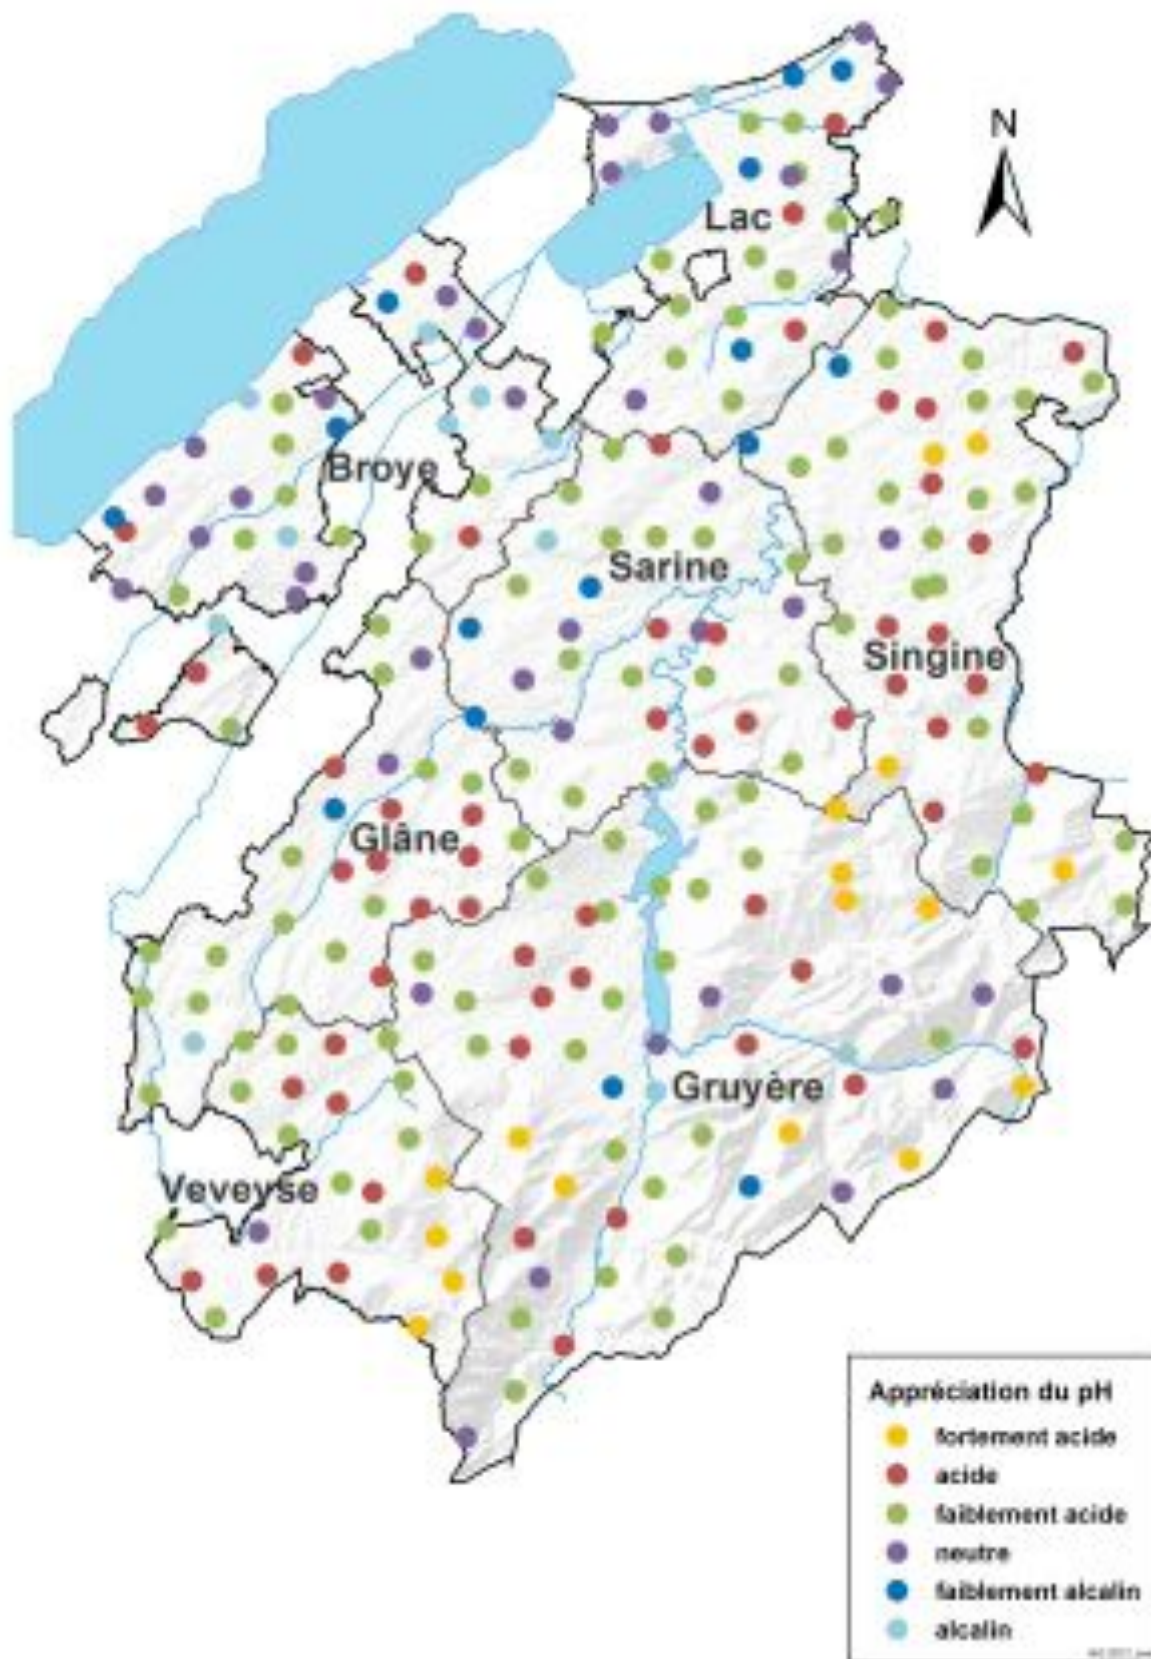 N
Lac
Broye
Sarine
Singine
Glâne
Gruyère
Veveyse
Appréciation du pH
fortement acide
acide
faiblement acide
neutre
faiblement alcalin
alcalin